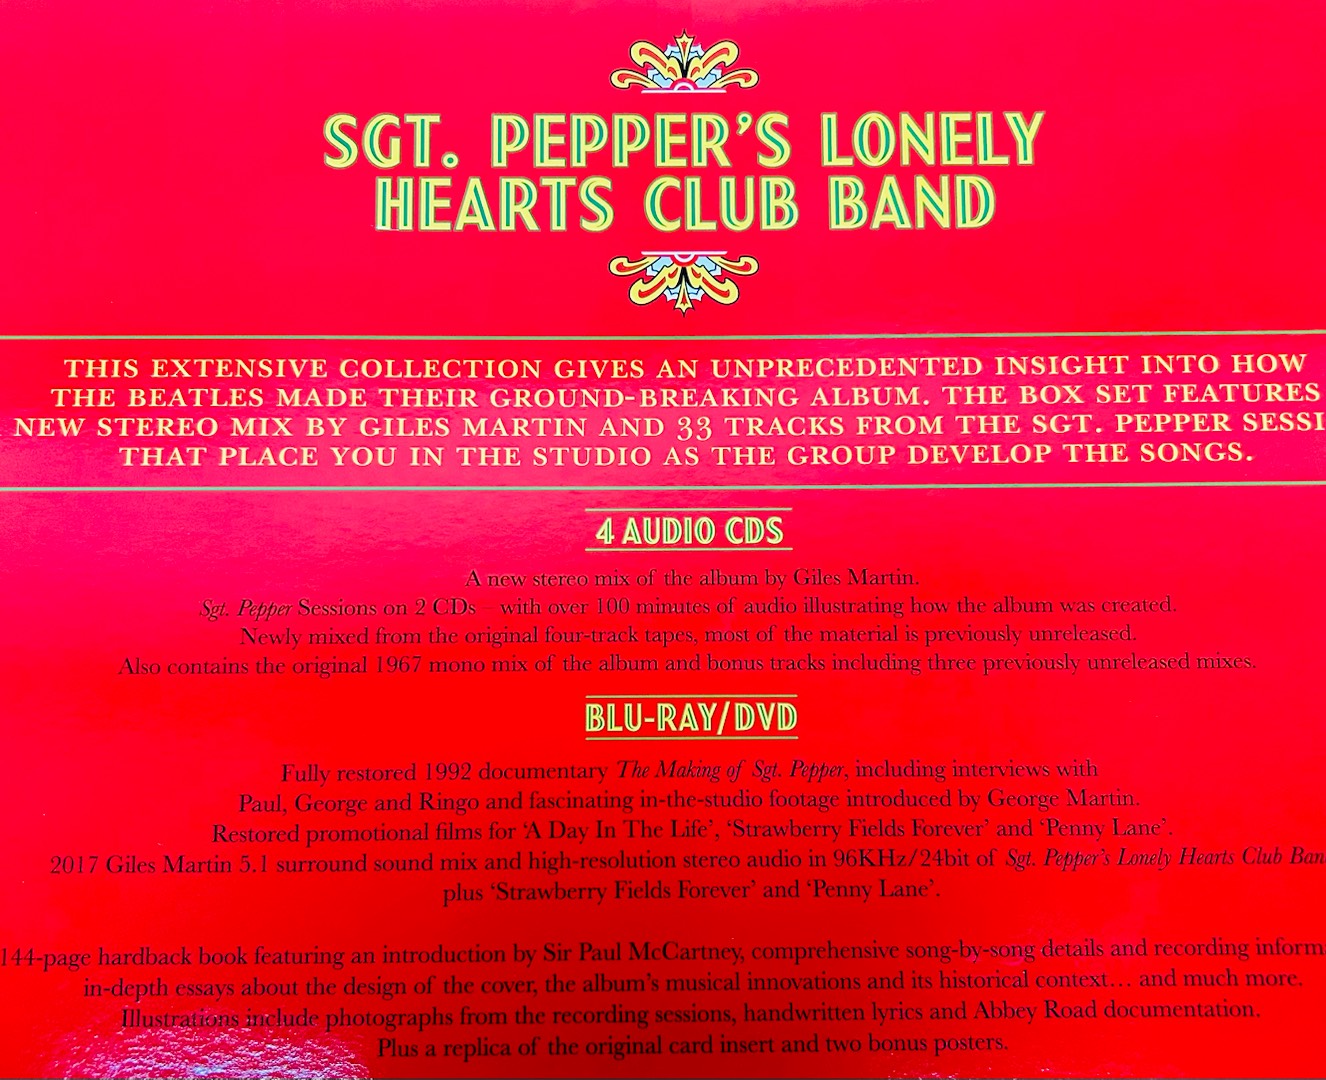 SGT. PEPPER'S LONELY
HEARTS CLUB BAND
THIS EXTENSIVE COLLECTION GIVES AN UNPRECEDENTED INSIGHT INTO HOW
THE BEATLES MADE THEIR GROUND-BREAKING ALBUM. THE BOX SET FEATURES
NEW STEREO MIX BY GILES MARTIN AND 33 TRACKS FROM THE SGT. PEPPER SESSI
THAT PLACE YOU IN THE STUDIO AS THE GROUP DEVELOP THE SONGS.
4 AUDIO CDS
A new stereo mix of the album by Giles Martin.
Sgt. Pepper Sessions on 2 CDs – with over 100 minutes of audio illustrating how the album was created.
Newly mixed from the original four-track tapes, most of the material is previously unreleased.
Also contains the original 1967 mono mix of the album and bonus tracks including three previously unreleased mixes.
BLU-RAY/DVD
Fully restored 1992 documentary The Making of Sgt. Pepper, including interviews with
Paul, George and Ringo and fascinating in-the-studio footage introduced by George Martin.
Restored promotional films for 'A Day In The Life', 'Strawberry Fields Forever' and 'Penny Lane'.
2017 Giles Martin 5.1 surround sound mix and high-resolution stereo audio in 96KHz/24bit of Sgt. Pepper's Lonely Hearts Club Ban
plus 'Strawberry Fields Forever' and 'Penny Lane'.
144-page hardback book featuring an introduction by Sir Paul McCartney, comprehensive song-by-song details and recording inform
in-depth essays about the design of the cover, the album's musical innovations and its historical context... and much more.
Illustrations include photographs from the recording sessions, handwritten lyrics and Abbey Road documentation.
Plus a replica of the original card insert and two bonus posters.